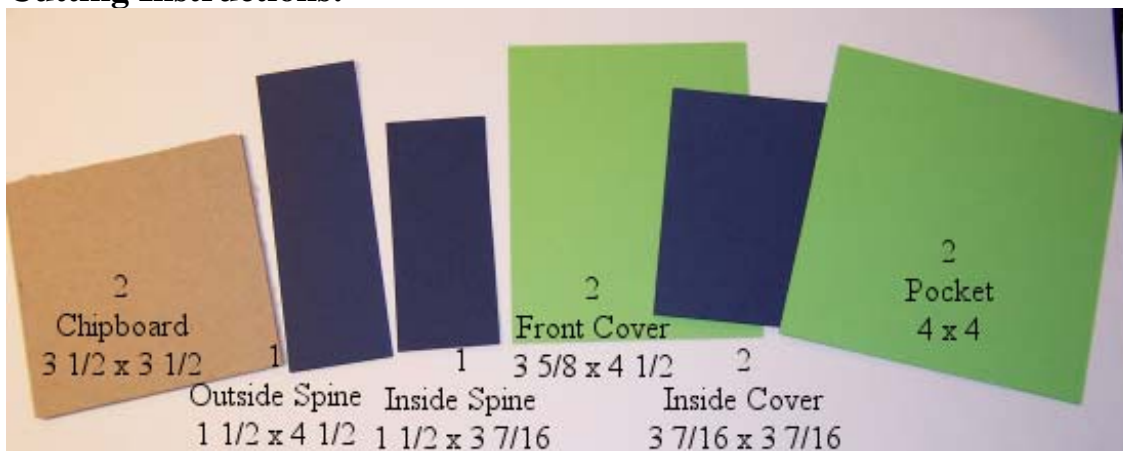 Cutting Instructions:
2
Chipboard
3 1/2 x 3 1/2
1
Outside Spine
1 1/2 x 4 1/2
1
Inside Spine
1 1/2 x 3 7/16
2
Front Cover
3 5/8 x 4 1/2
2
Inside Cover
3 7/16 x 3 7/16
2
Pocket
4 x 4